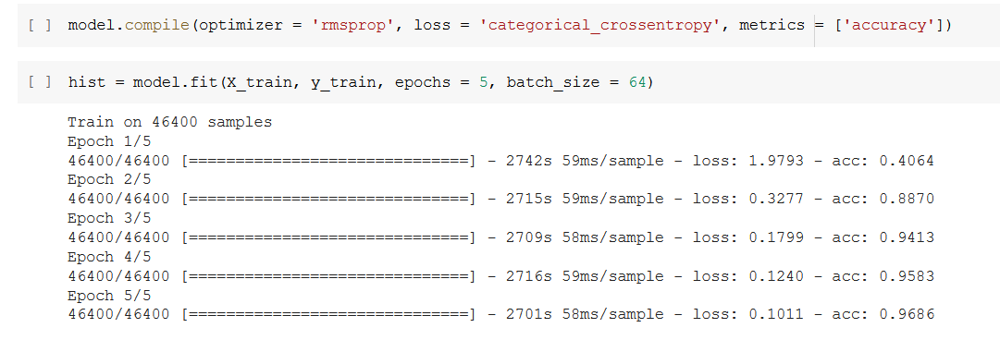 [ ] model.compile(optimizer = 'rmsprop', loss = 'categorical_crossentropy', metrics = ['accuracy'])
[ ] hist = model.fit(X_train, y_train, epochs = 5, batch_size = 64)
Train on 46400 samples
Epoch 1/5
46400/46400 [==============================] - 2742s 59ms/sample - loss: 1.9793 - acc: 0.4064
Epoch 2/5
46400/46400 [==============================] - 2715s 59ms/sample - loss: 0.3277 - acc: 0.8870
Epoch 3/5
46400/46400 [==============================] - 2709s 58ms/sample - loss: 0.1799 - acc: 0.9413
Epoch 4/5
46400/46400 [==============================] - 2716s 59ms/sample - loss: 0.1240 - acc: 0.9583
Epoch 5/5
46400/46400 [==============================] - 2701s 58ms/sample - loss: 0.1011 - acc: 0.9686